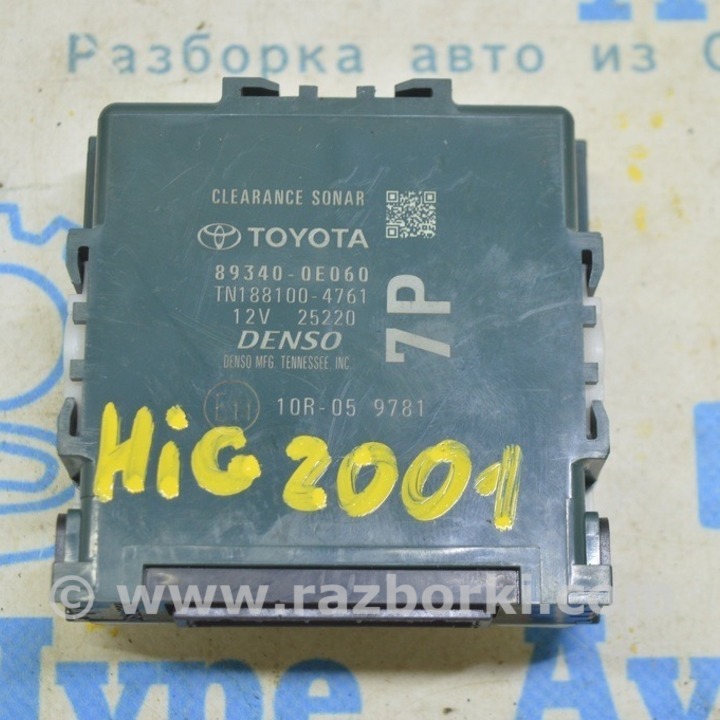 Разборка авто из
CLEARANCE SONAR
TOYOTA
89340-0E060
TN188100-4761
12V 25220
DENSO
DENSO MFG. TENNESSEE, INC.
7P
E11 10R-05 9781
HiG 2001
© www.razborki.com